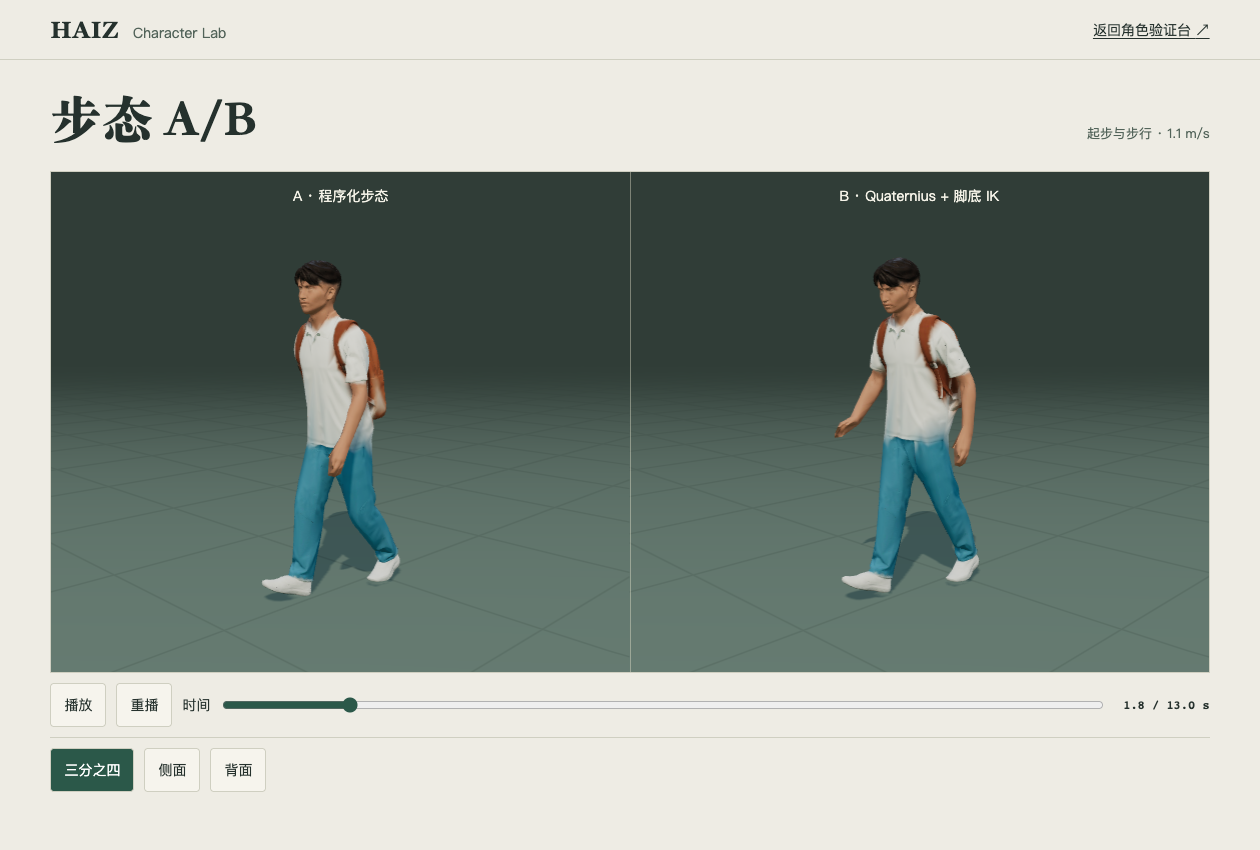 HAIZ Character Lab
返回角色验证台 ↗
步态 A/B
起步与步行 · 1.1 m/s
A · 程序化步态
B · Quaternius + 脚底 IK
播放 重播 时间 1.8 / 13.0 s
三分之四 侧面 背面